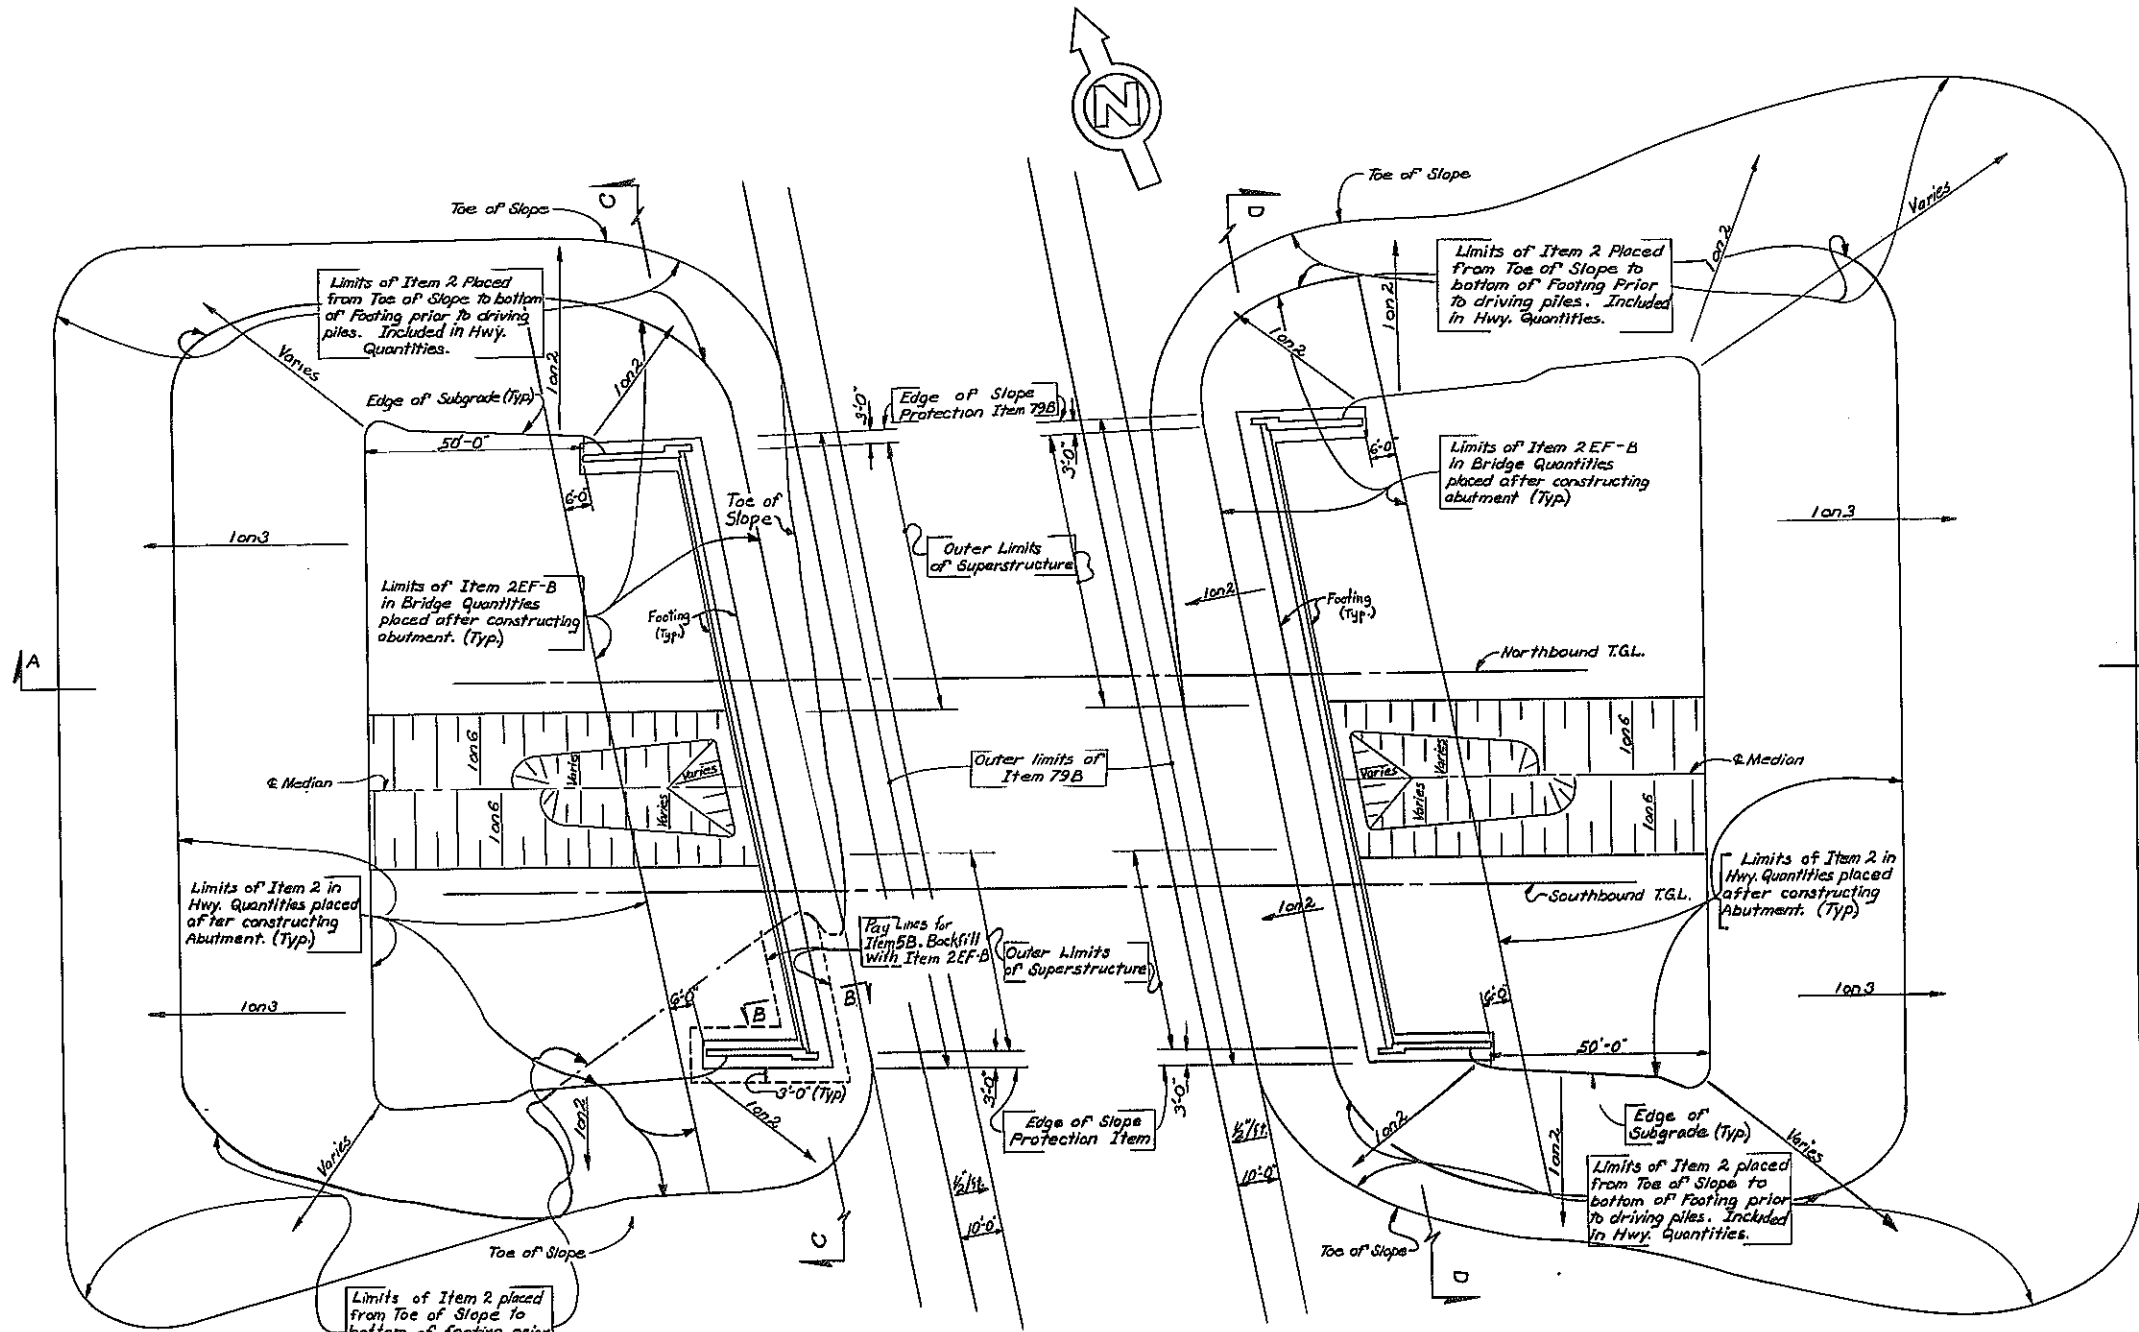 N
Toe of Slope
C
D
Toe of Slope
Varies
1 on 2
Limits of Item 2 Placed
from Toe of Slope to bottom
of Footing prior to driving
piles. Included in Hwy.
Quantities.
Limits of Item 2 Placed
from Toe of Slope to
bottom of Footing Prior
to driving piles. Included
in Hwy. Quantities.
Varies
1 on 2
1 on 2
1 on 2
1 on 2
Edge of Subgrade (Typ)
50'-0"
3'-0"
Edge of Slope
Protection Item 79B
3'-0"
6'-0"
6'-0"
Limits of Item 2 EF-B
in Bridge Quantities
placed after constructing
abutment (Typ)
Toe of
Slope
1 on 3
1 on 3
Outer Limits
of Superstructure
Limits of Item 2EF-B
in Bridge Quantities
placed after constructing
abutment. (Typ.)
Footing
(Typ.)
1 on 2
Footing
(Typ.)
A
Northbound T.G.L.
1 on 6
Varies
Varies
Varies
℄ Median
1 on 6
Outer limits of
Item 79B
Varies
Varies
Varies
1 on 6
℄ Median
1 on 6
Limits of Item 2 in
Hwy. Quantities placed
after constructing
Abutment. (Typ.)
Limits of Item 2 in
Hwy. Quantities placed
after constructing
Abutment. (Typ)
Southbound T.G.L.
1 on 2
Pay Lines for
Item 5B. Backfill
with Item 2EF-B
Outer Limits
of Superstructure
6'-0"
B
B
6'-0"
1 on 3
1 on 3
50'-0"
3'-0" (Typ)
3'-0"
3'-0"
1 on 2
1 on 2
Edge of Slope
Protection Item
Edge of
Subgrade (Typ)
1 on 2
1 on 2
Varies
Varies
½"/ft.
10'-0"
½"/ft.
10'-0"
Limits of Item 2 placed
from Toe of Slope to
bottom of Footing prior
to driving piles. Included
in Hwy. Quantities.
Toe of Slope
C
Toe of Slope
D
Limits of Item 2 placed
from Toe of Slope to
bottom of Footing prior